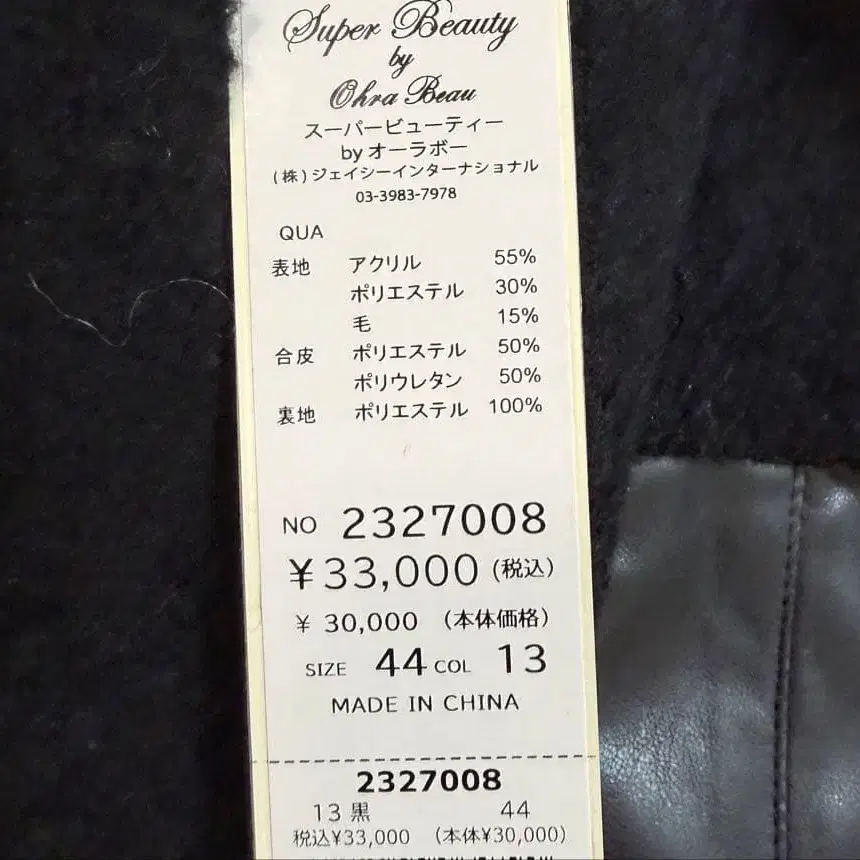 Super Beauty
by
Ohra Beau
スーパービューティー
by オーラボー
(株)ジェイシーインターナショナル
03-3983-7978
QUA
表地 アクリル 55%
ポリエステル 30%
毛 15%
合皮 ポリエステル 50%
ポリウレタン 50%
裏地 ポリエステル 100%
NO 2327008
¥33,000 (税込)
¥ 30,000 (本体価格)
SIZE 44 COL 13
MADE IN CHINA
2327008
13 黒 44
税込¥33,000 (本体¥30,000)